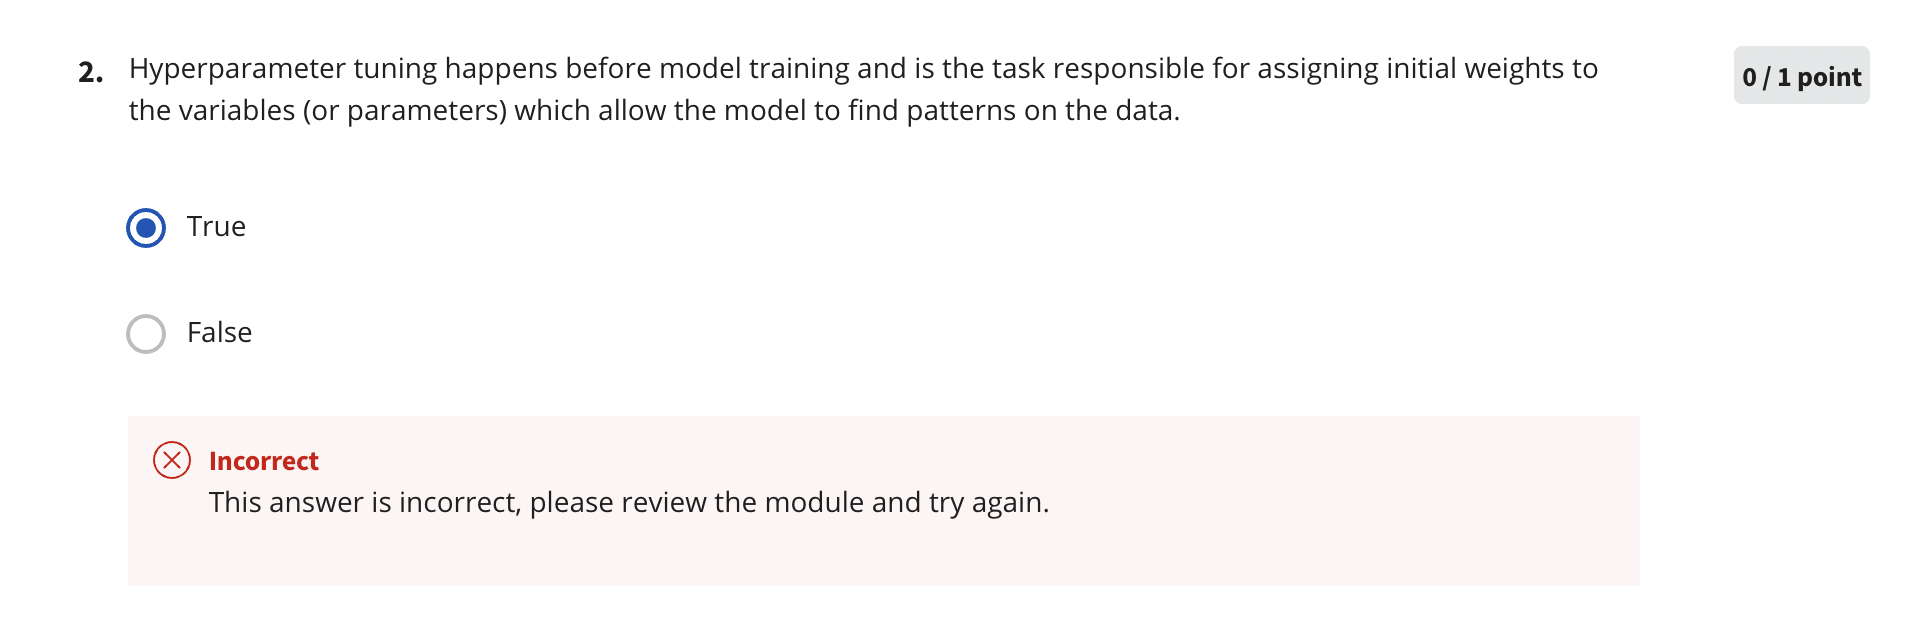 2. Hyperparameter tuning happens before model training and is the task responsible for assigning initial weights to
the variables (or parameters) which allow the model to find patterns on the data.
0 / 1 point
True
False
Incorrect
This answer is incorrect, please review the module and try again.